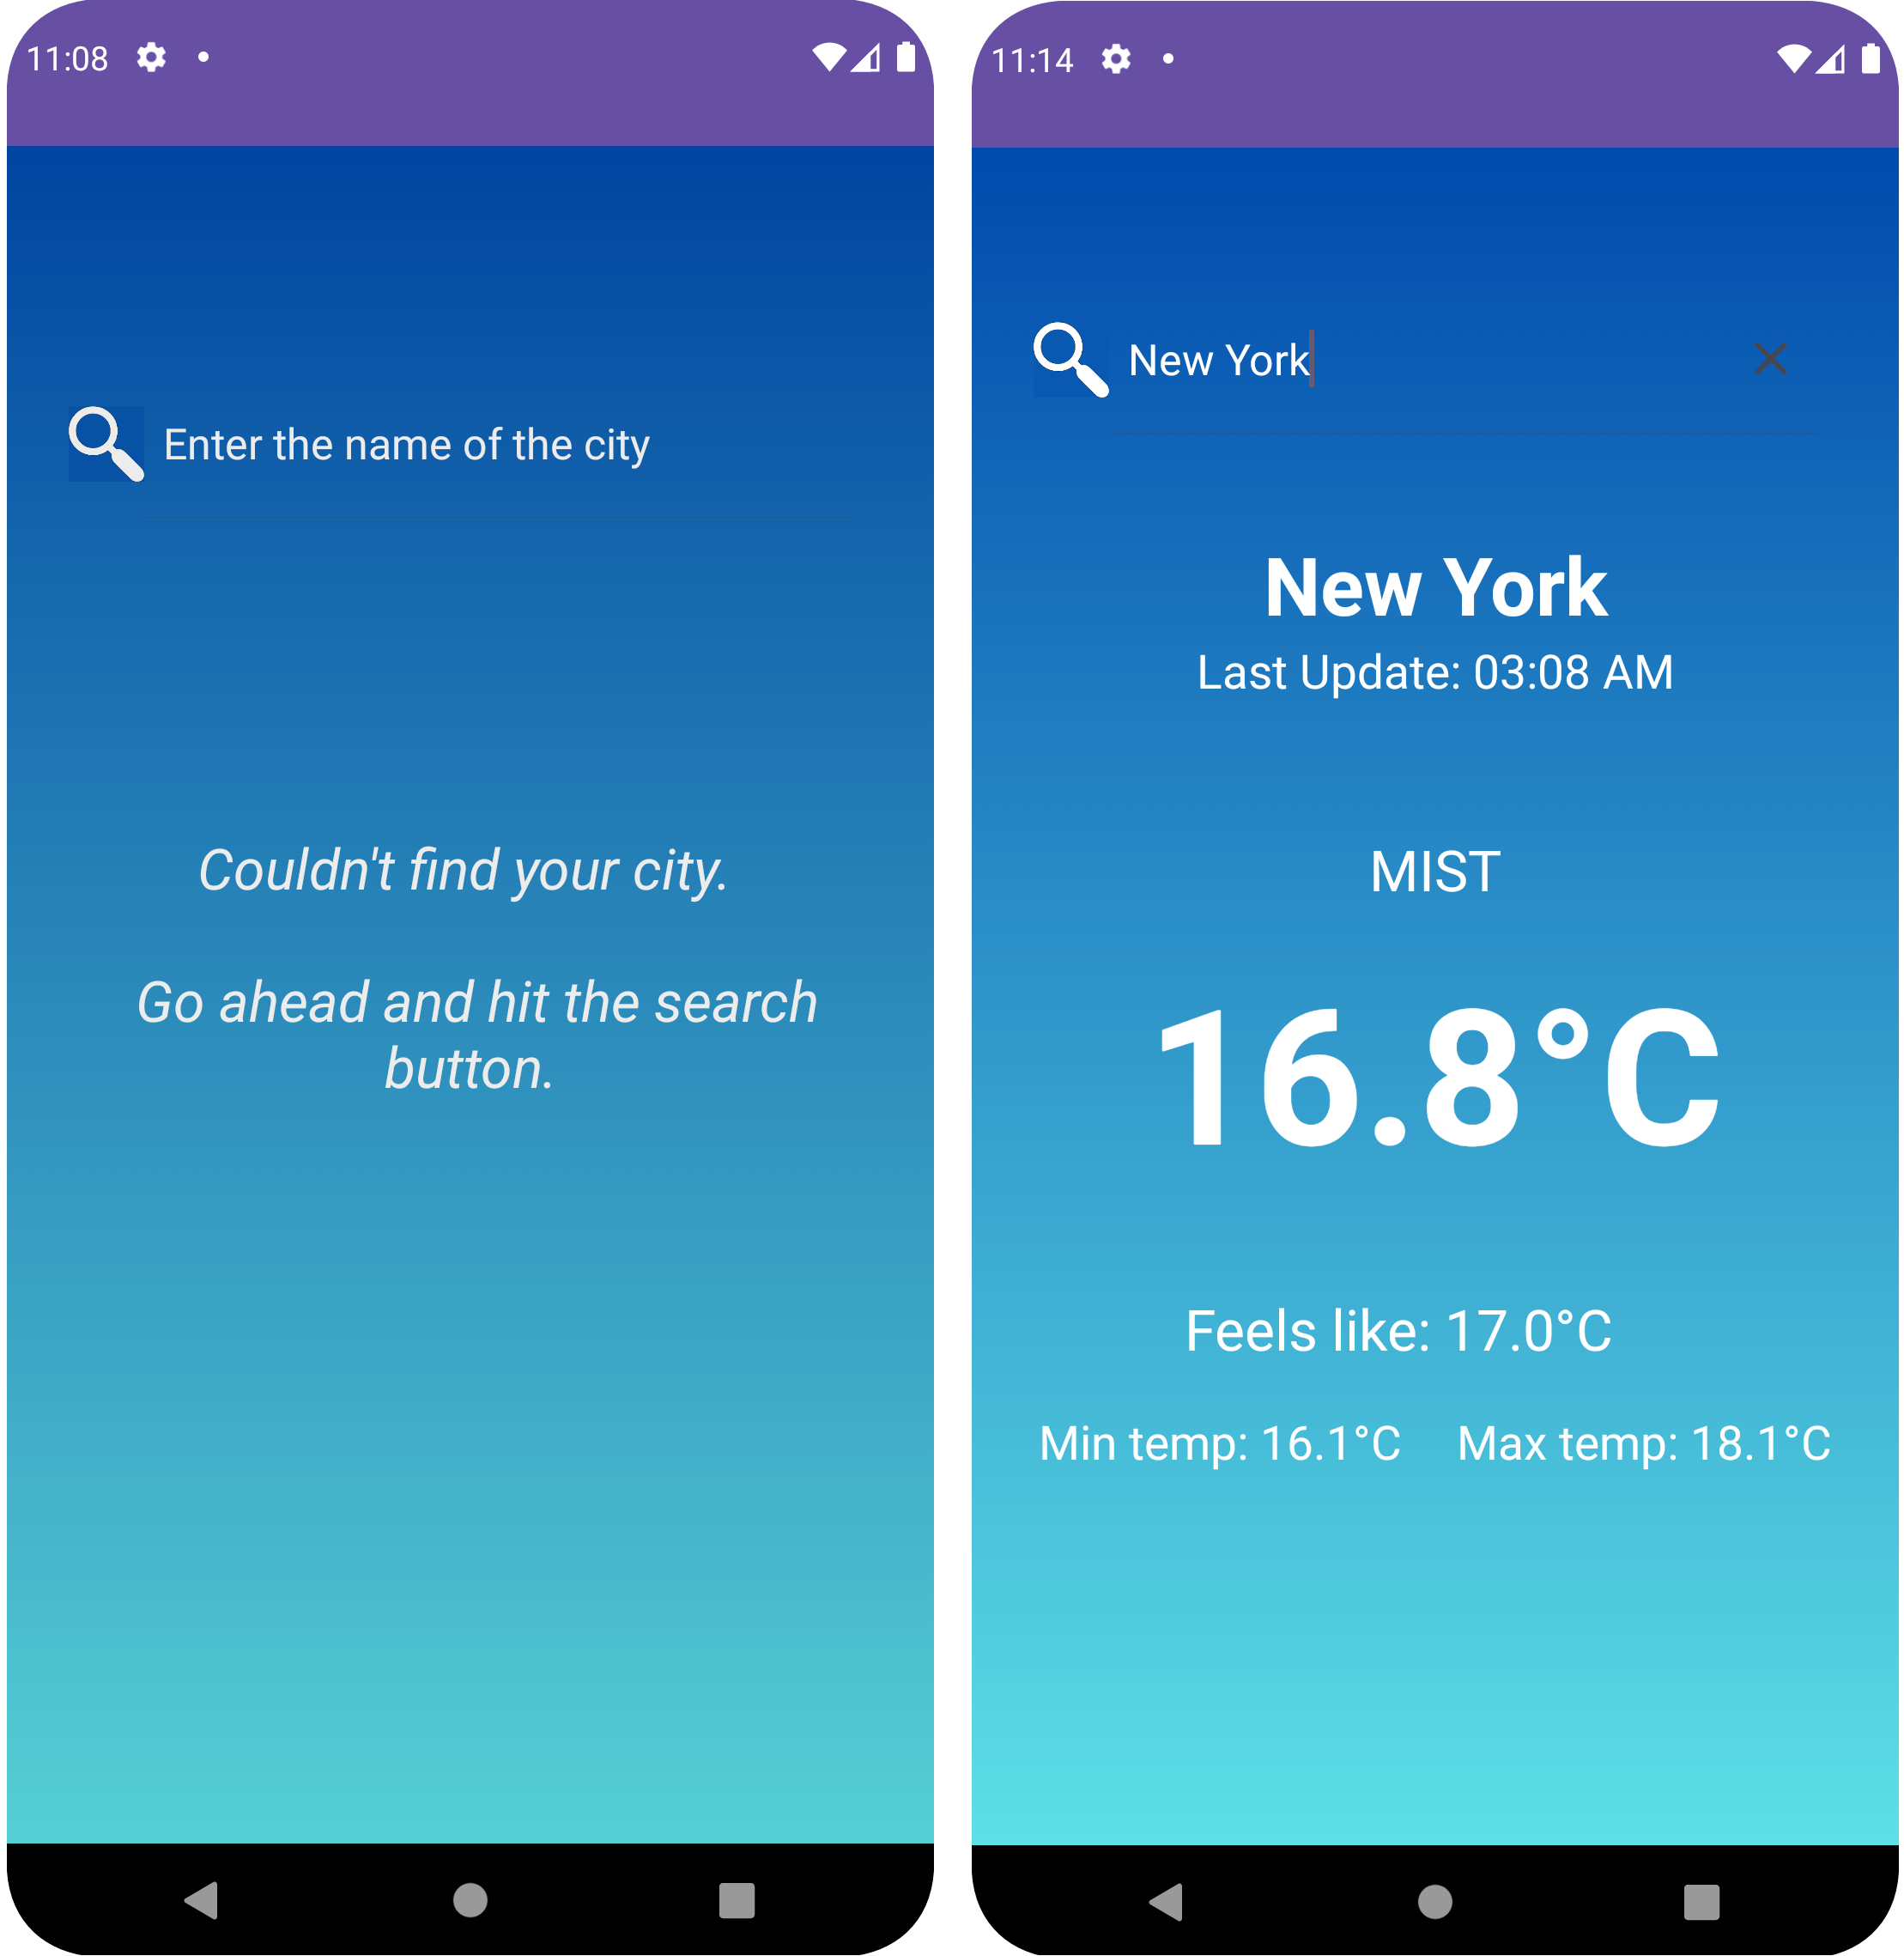 11:08
Enter the name of the city
Couldn't find your city.
Go ahead and hit the search
button.
11:14
New York
New York
Last Update: 03:08 AM
MIST
16.8°C
Feels like: 17.0°C
Min temp: 16.1°C Max temp: 18.1°C